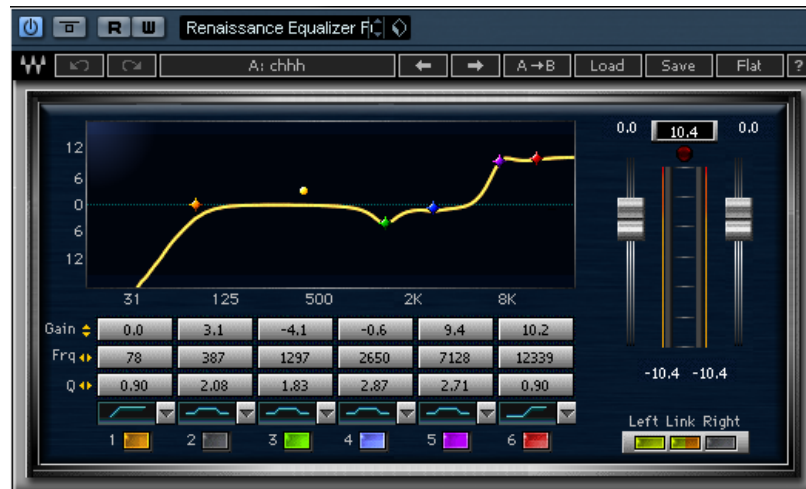 R W Renaissance Equalizer F
A: chhh A→B Load Save Flat ?
0.0 10.4 0.0
12
6
0
6
12
31 125 500 2K 8K
Gain 0.0 3.1 -4.1 -0.6 9.4 10.2
Frq 78 387 1297 2650 7128 12339
Q 0.90 2.08 1.83 2.87 2.71 0.90
-10.4 -10.4
Left Link Right
1 2 3 4 5 6